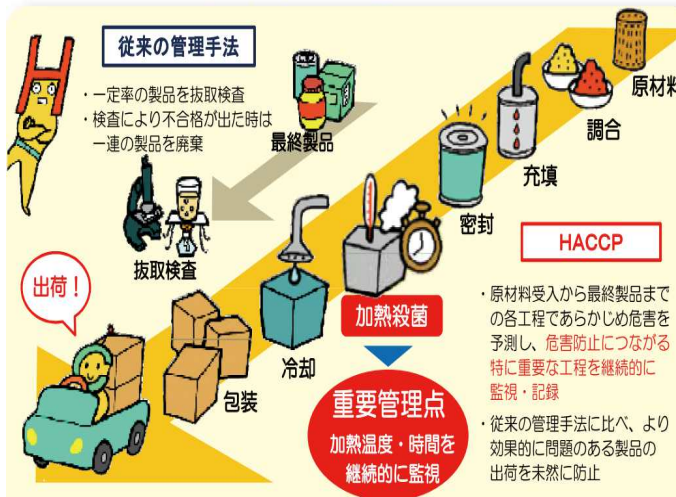 従来の管理手法
・一定率の製品を抜取検査
・検査により不合格が出た時は
一連の製品を廃棄
最終製品
抜取検査
原材料
調合
充填
密封
加熱殺菌
冷却
包装
出荷！
重要管理点
加熱温度・時間を
継続的に監視
HACCP
・原材料受入から最終製品まで
の各工程であらかじめ危害を
予測し、危害防止につながる
特に重要な工程を継続的に
監視・記録
・従来の管理手法に比べ、より
効果的に問題のある製品の
出荷を未然に防止